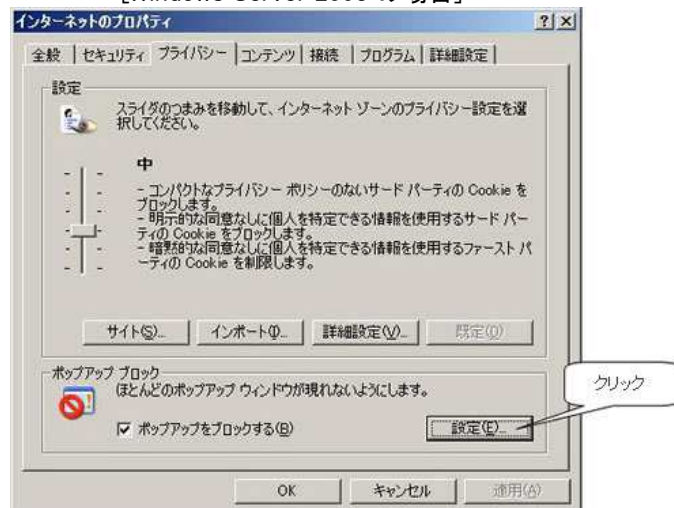 インターネットのプロパティ
全般 セキュリティ プライバシー コンテンツ 接続 プログラム 詳細設定
設定
スライダのつまみを移動して、インターネット ゾーンのプライバシー設定を選
択してください。
中
- コンパクトなプライバシー ポリシーのないサード パーティの Cookie を
ブロックします。
- 明示的な同意なしに個人を特定できる情報を使用するサード パー
ティの Cookie をブロックします。
- 暗黙的な同意なしに個人を特定できる情報を使用するファースト パ
ーティの Cookie を制限します。
サイト(S)... インポート(I)... 詳細設定(V)... 既定(D)
ポップアップ ブロック
ほとんどのポップアップ ウィンドウが現れないようにします。
クリック
ポップアップをブロックする(B) 設定(E)...
OK キャンセル 適用(A)